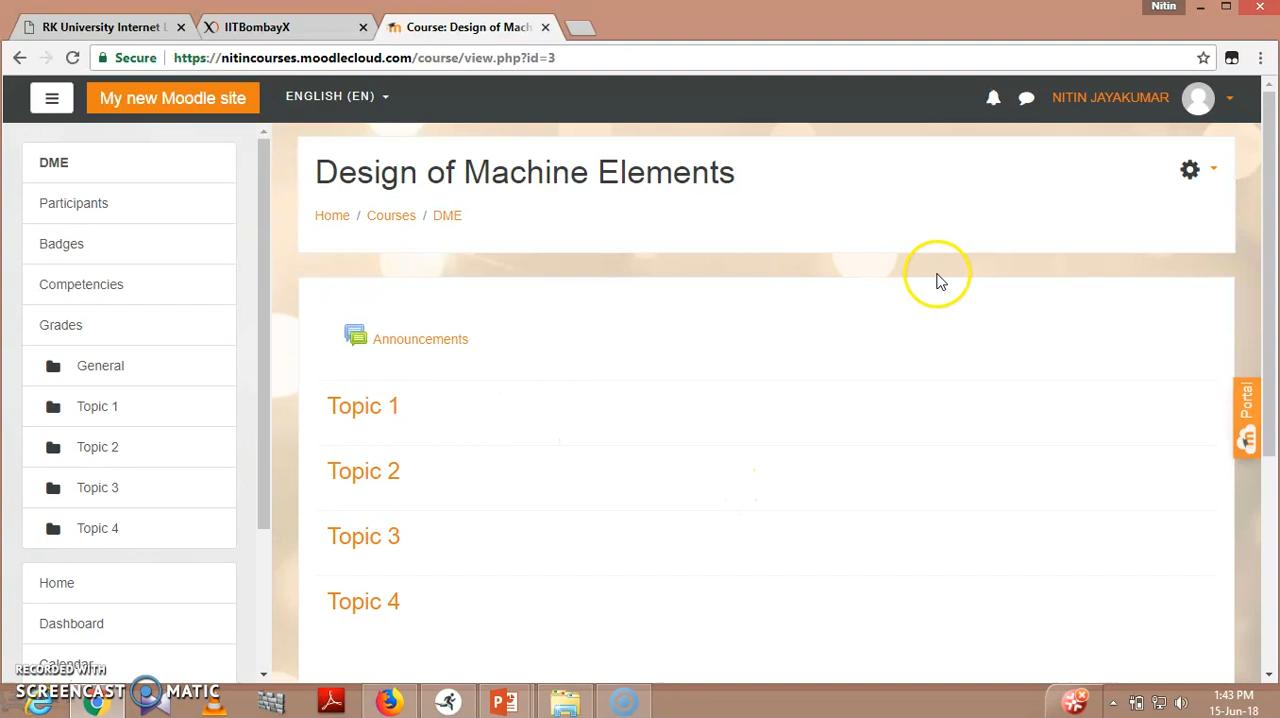 Nitin
RK University Internet
IITBombayX
Course: Design of Mach
Secure
https://nitincourses.moodlecloud.com/course/view.php?id=3
My new Moodle site
ENGLISH (EN)
NITIN JAYAKUMAR
DME
Participants
Badges
Competencies
Grades
General
Topic 1
Topic 2
Topic 3
Topic 4
Home
Dashboard
Calendar
Design of Machine Elements
Home / Courses / DME
Announcements
Topic 1
Topic 2
Topic 3
Topic 4
Portal
RECORDED WITH
SCREENCAST MATIC
1:43 PM
15-Jun-18